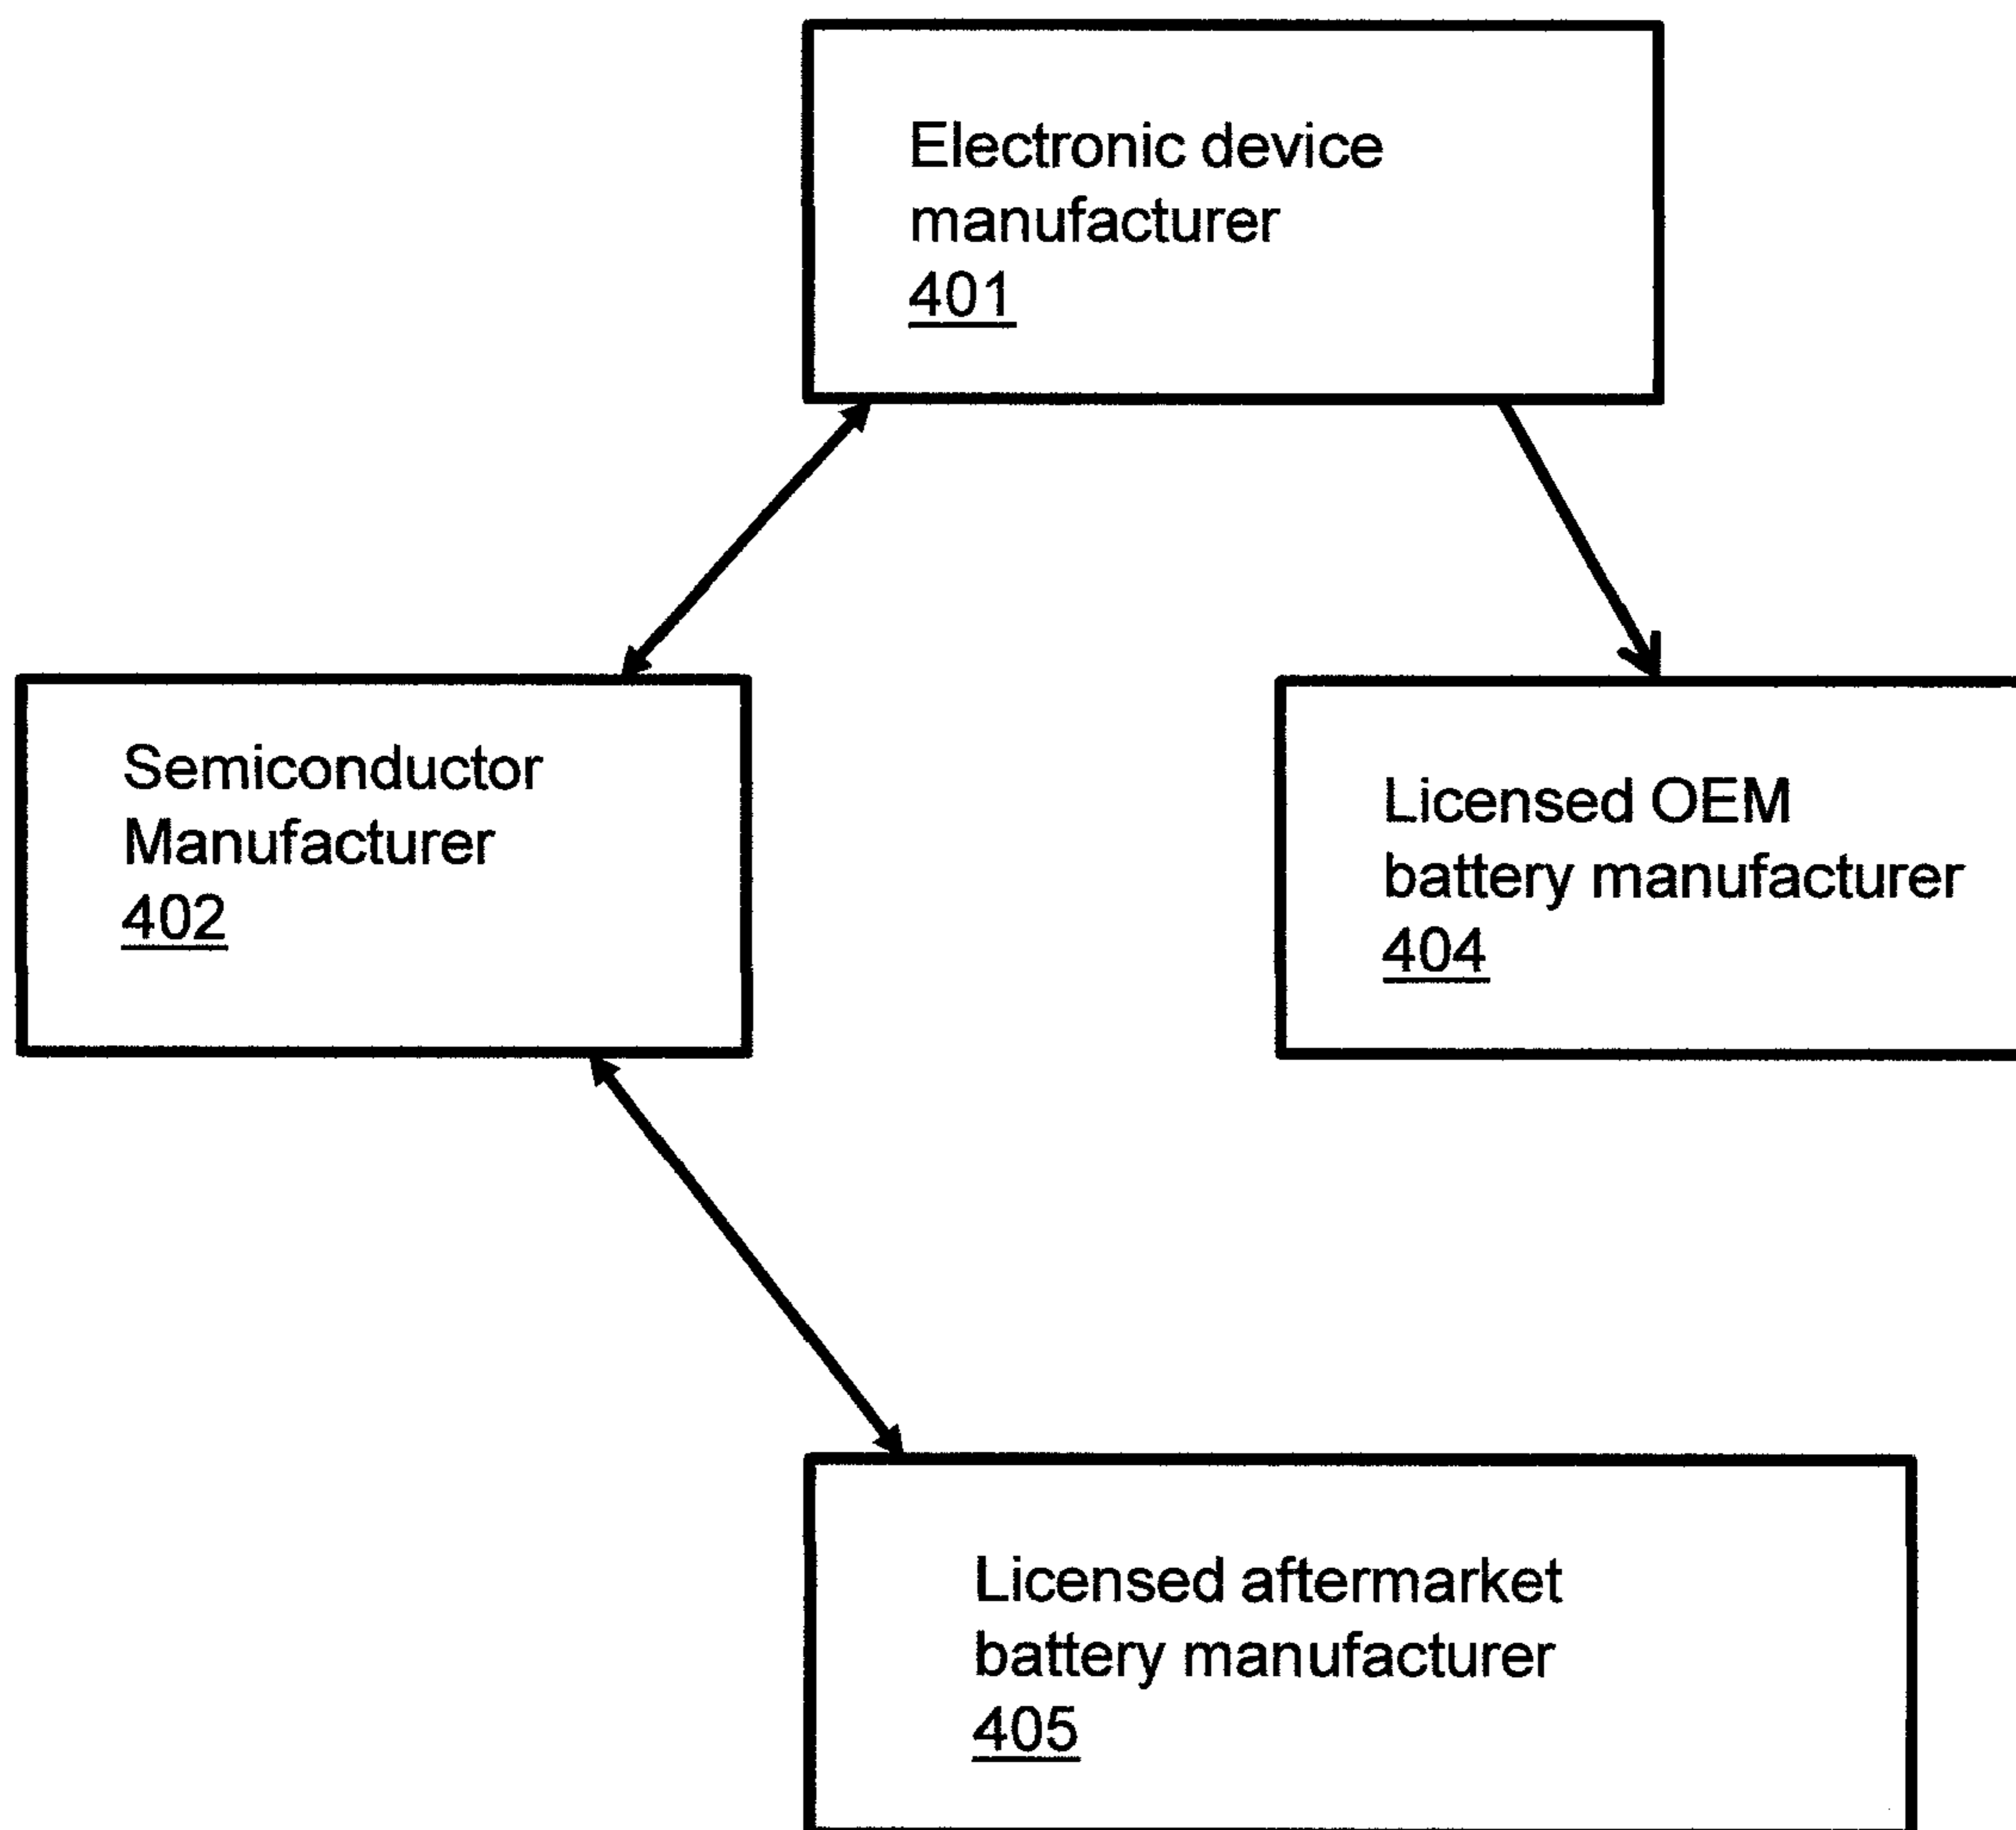 Electronic device
manufacturer
401
Semiconductor
Manufacturer
402
Licensed OEM
battery manufacturer
404
Licensed aftermarket
battery manufacturer
405